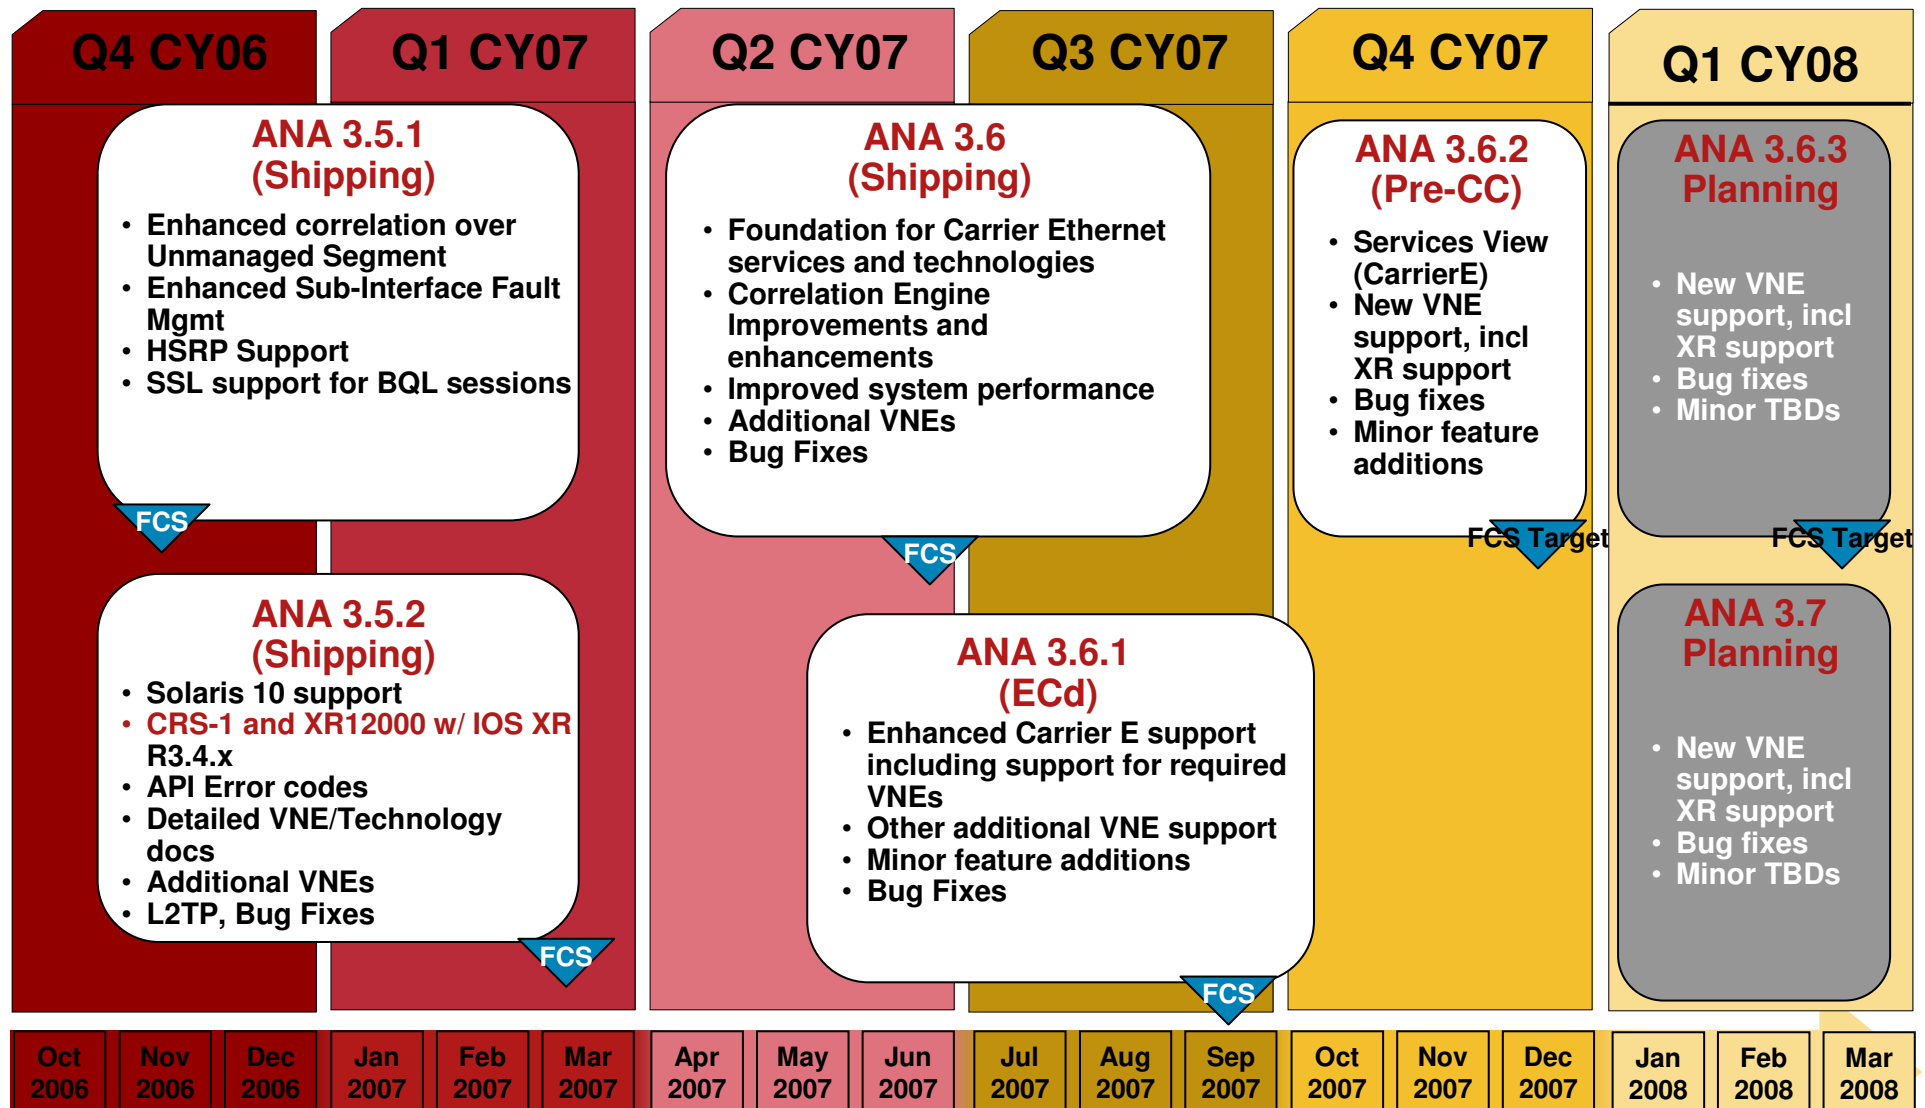 Q4 CY06
Q1 CY07
Q2 CY07
Q3 CY07
Q4 CY07
Q1 CY08
ANA 3.5.1
(Shipping)
• Enhanced correlation over
Unmanaged Segment
• Enhanced Sub-Interface Fault
Mgmt
• HSRP Support
• SSL support for BQL sessions
FCS
ANA 3.5.2
(Shipping)
• Solaris 10 support
• CRS-1 and XR12000 w/ IOS XR
R3.4.x
• API Error codes
• Detailed VNE/Technology
docs
• Additional VNEs
• L2TP, Bug Fixes
FCS
ANA 3.6
(Shipping)
• Foundation for Carrier Ethernet
services and technologies
• Correlation Engine
Improvements and
enhancements
• Improved system performance
• Additional VNEs
• Bug Fixes
FCS
ANA 3.6.1
(ECd)
• Enhanced Carrier E support
including support for required
VNEs
• Other additional VNE support
• Minor feature additions
• Bug Fixes
FCS
ANA 3.6.2
(Pre-CC)
• Services View
(CarrierE)
• New VNE
support, incl
XR support
• Bug fixes
• Minor feature
additions
FCS Target
ANA 3.6.3
Planning
• New VNE
support, incl
XR support
• Bug fixes
• Minor TBDs
FCS Target
ANA 3.7
Planning
• New VNE
support, incl
XR support
• Bug fixes
• Minor TBDs
Oct
2006
Nov
2006
Dec
2006
Jan
2007
Feb
2007
Mar
2007
Apr
2007
May
2007
Jun
2007
Jul
2007
Aug
2007
Sep
2007
Oct
2007
Nov
2007
Dec
2007
Jan
2008
Feb
2008
Mar
2008